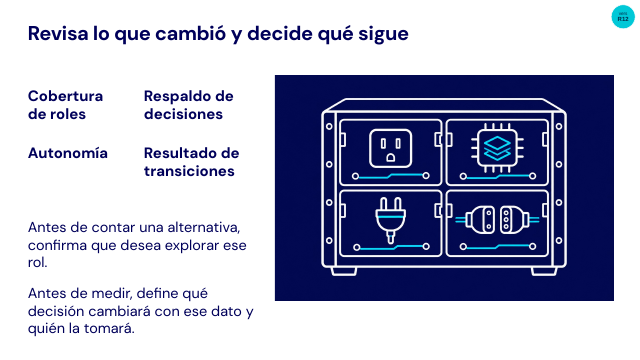 Revisa lo que cambió y decide qué sigue
R12
Cobertura
de roles
Respaldo de
decisiones
Autonomía
Resultado de
transiciones
Antes de contar una alternativa,
confirma que desea explorar ese
rol.
Antes de medir, define qué
decisión cambiará con ese dato y
quién la tomará.